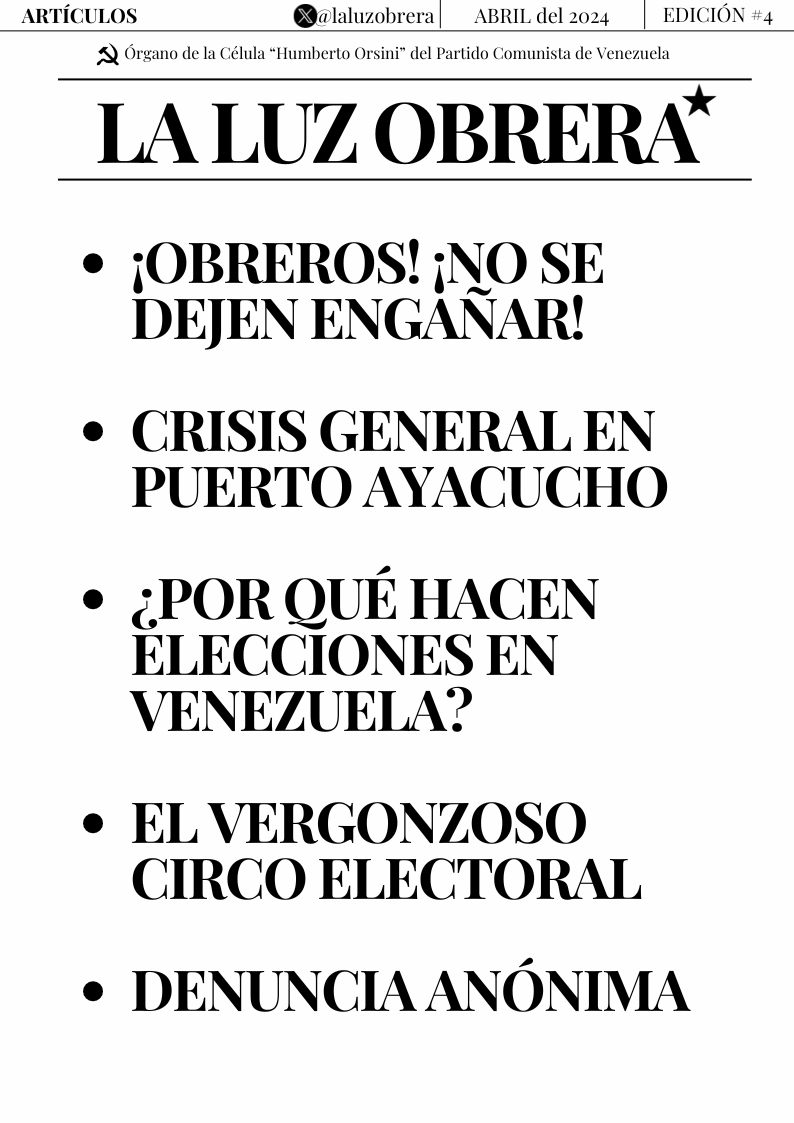 ARTÍCULOS
@laluzobrera
ABRIL del 2024
EDICIÓN #4
Órgano de la Célula “Humberto Orsini” del Partido Comunista de Venezuela
LA LUZ OBRERA
• ¡OBREROS! ¡NO SE
DEJEN ENGAÑAR!
• CRISIS GENERAL EN
PUERTO AYACUCHO
• ¿POR QUÉ HACEN
ELECCIONES EN
VENEZUELA?
• EL VERGONZOSO
CIRCO ELECTORAL
• DENUNCIA ANÓNIMA